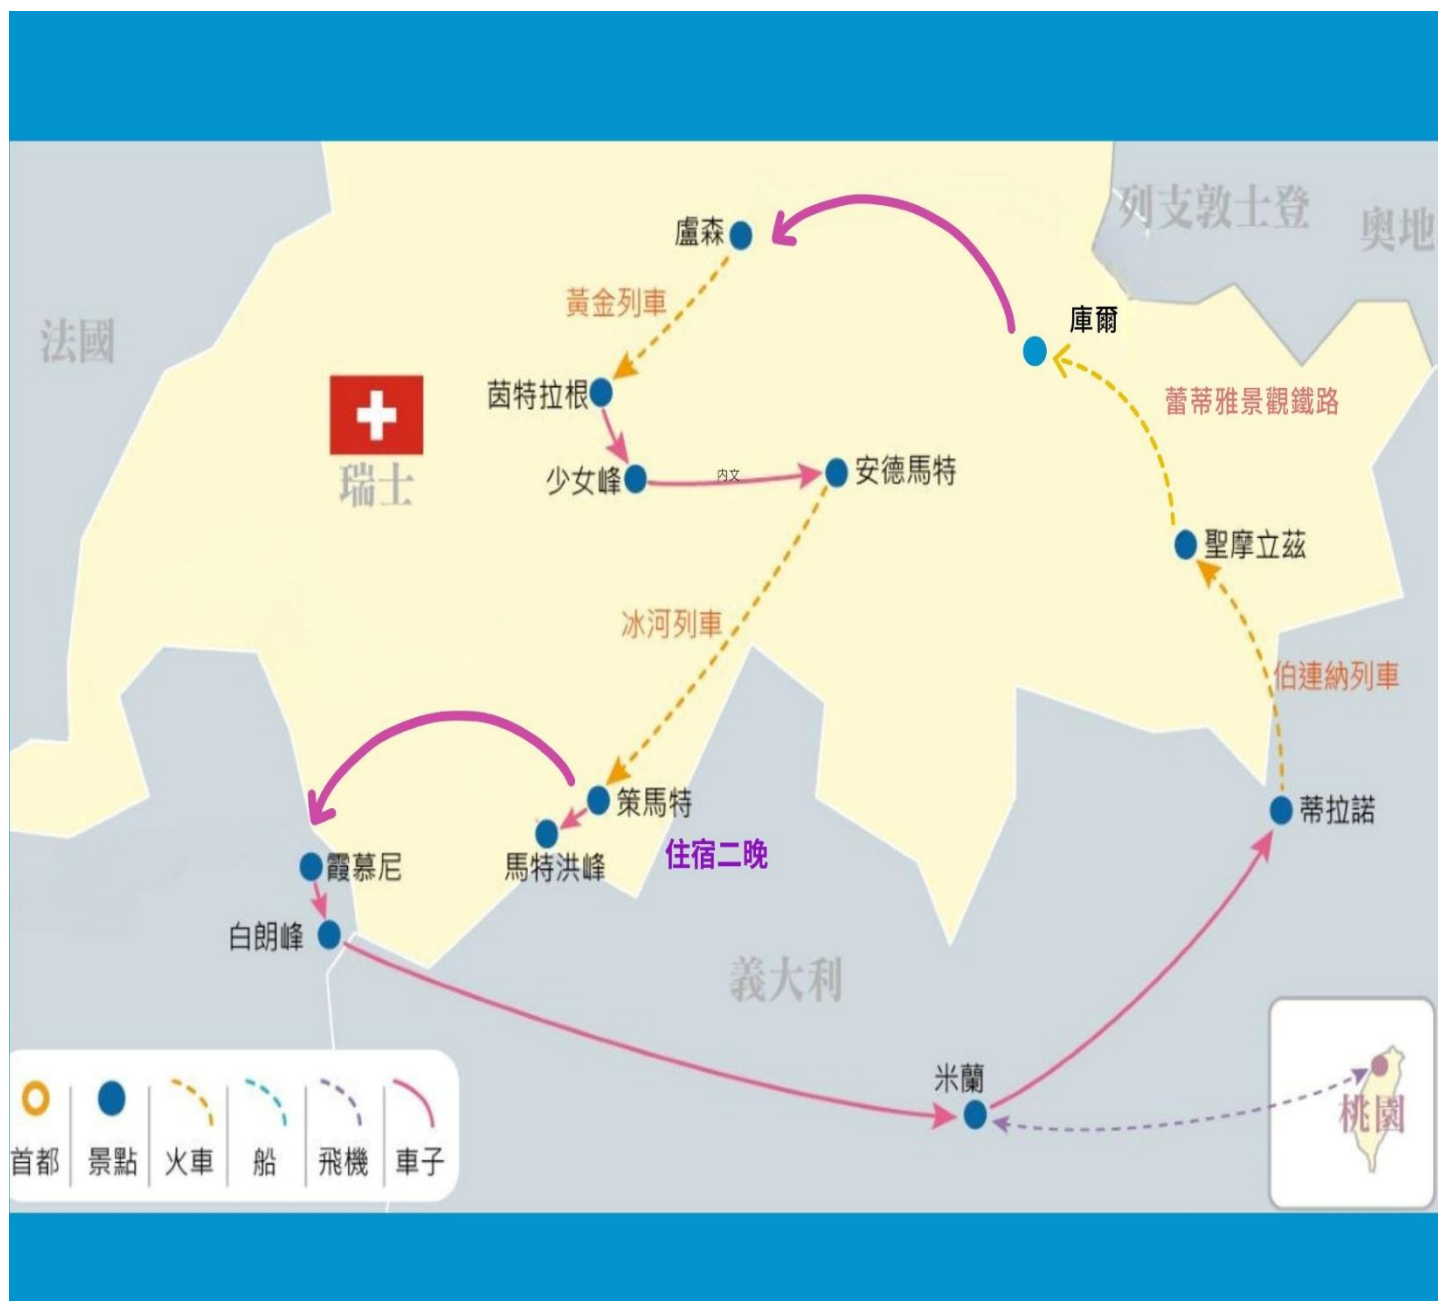 列支敦士登
奧地
盧森
黃金列車
庫爾
法國
茵特拉根
蕾蒂雅景觀鐵路
瑞士
少女峰
内文
安德馬特
聖摩立茲
冰河列車
伯連納列車
策馬特
蒂拉諾
住宿二晚
霞慕尼
馬特洪峰
白朗峰
義大利
米蘭
桃園
首都
景點
火車
船
飛機
車子